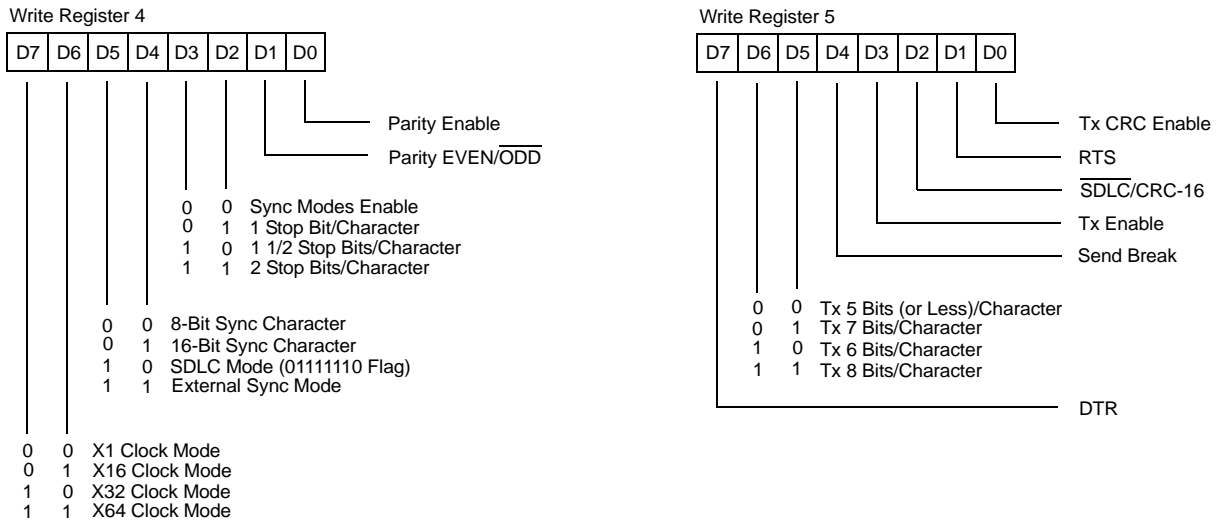 Write Register 4
D7 D6 D5 D4 D3 D2 D1 D0
Parity Enable
Parity EVEN/ODD
0 0 Sync Modes Enable
0 1 1 Stop Bit/Character
1 0 1 1/2 Stop Bits/Character
1 1 2 Stop Bits/Character
0 0 8-Bit Sync Character
0 1 16-Bit Sync Character
1 0 SDLC Mode (01111110 Flag)
1 1 External Sync Mode
0 0 X1 Clock Mode
0 1 X16 Clock Mode
1 0 X32 Clock Mode
1 1 X64 Clock Mode
Write Register 5
D7 D6 D5 D4 D3 D2 D1 D0
Tx CRC Enable
RTS
SDLC/CRC-16
Tx Enable
Send Break
0 0 Tx 5 Bits (or Less)/Character
0 1 Tx 7 Bits/Character
1 0 Tx 6 Bits/Character
1 1 Tx 8 Bits/Character
DTR